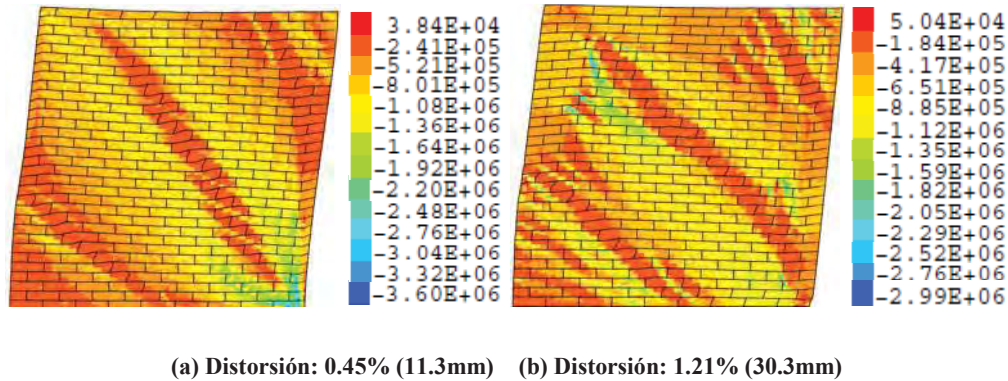 3.84E+04
-2.41E+05
-5.21E+05
-8.01E+05
-1.08E+06
-1.36E+06
-1.64E+06
-1.92E+06
-2.20E+06
-2.48E+06
-2.76E+06
-3.04E+06
-3.32E+06
-3.60E+06
5.04E+04
-1.84E+05
-4.17E+05
-6.51E+05
-8.85E+05
-1.12E+06
-1.35E+06
-1.59E+06
-1.82E+06
-2.05E+06
-2.29E+06
-2.52E+06
-2.76E+06
-2.99E+06
(a) Distorsión: 0.45% (11.3mm) (b) Distorsión: 1.21% (30.3mm)